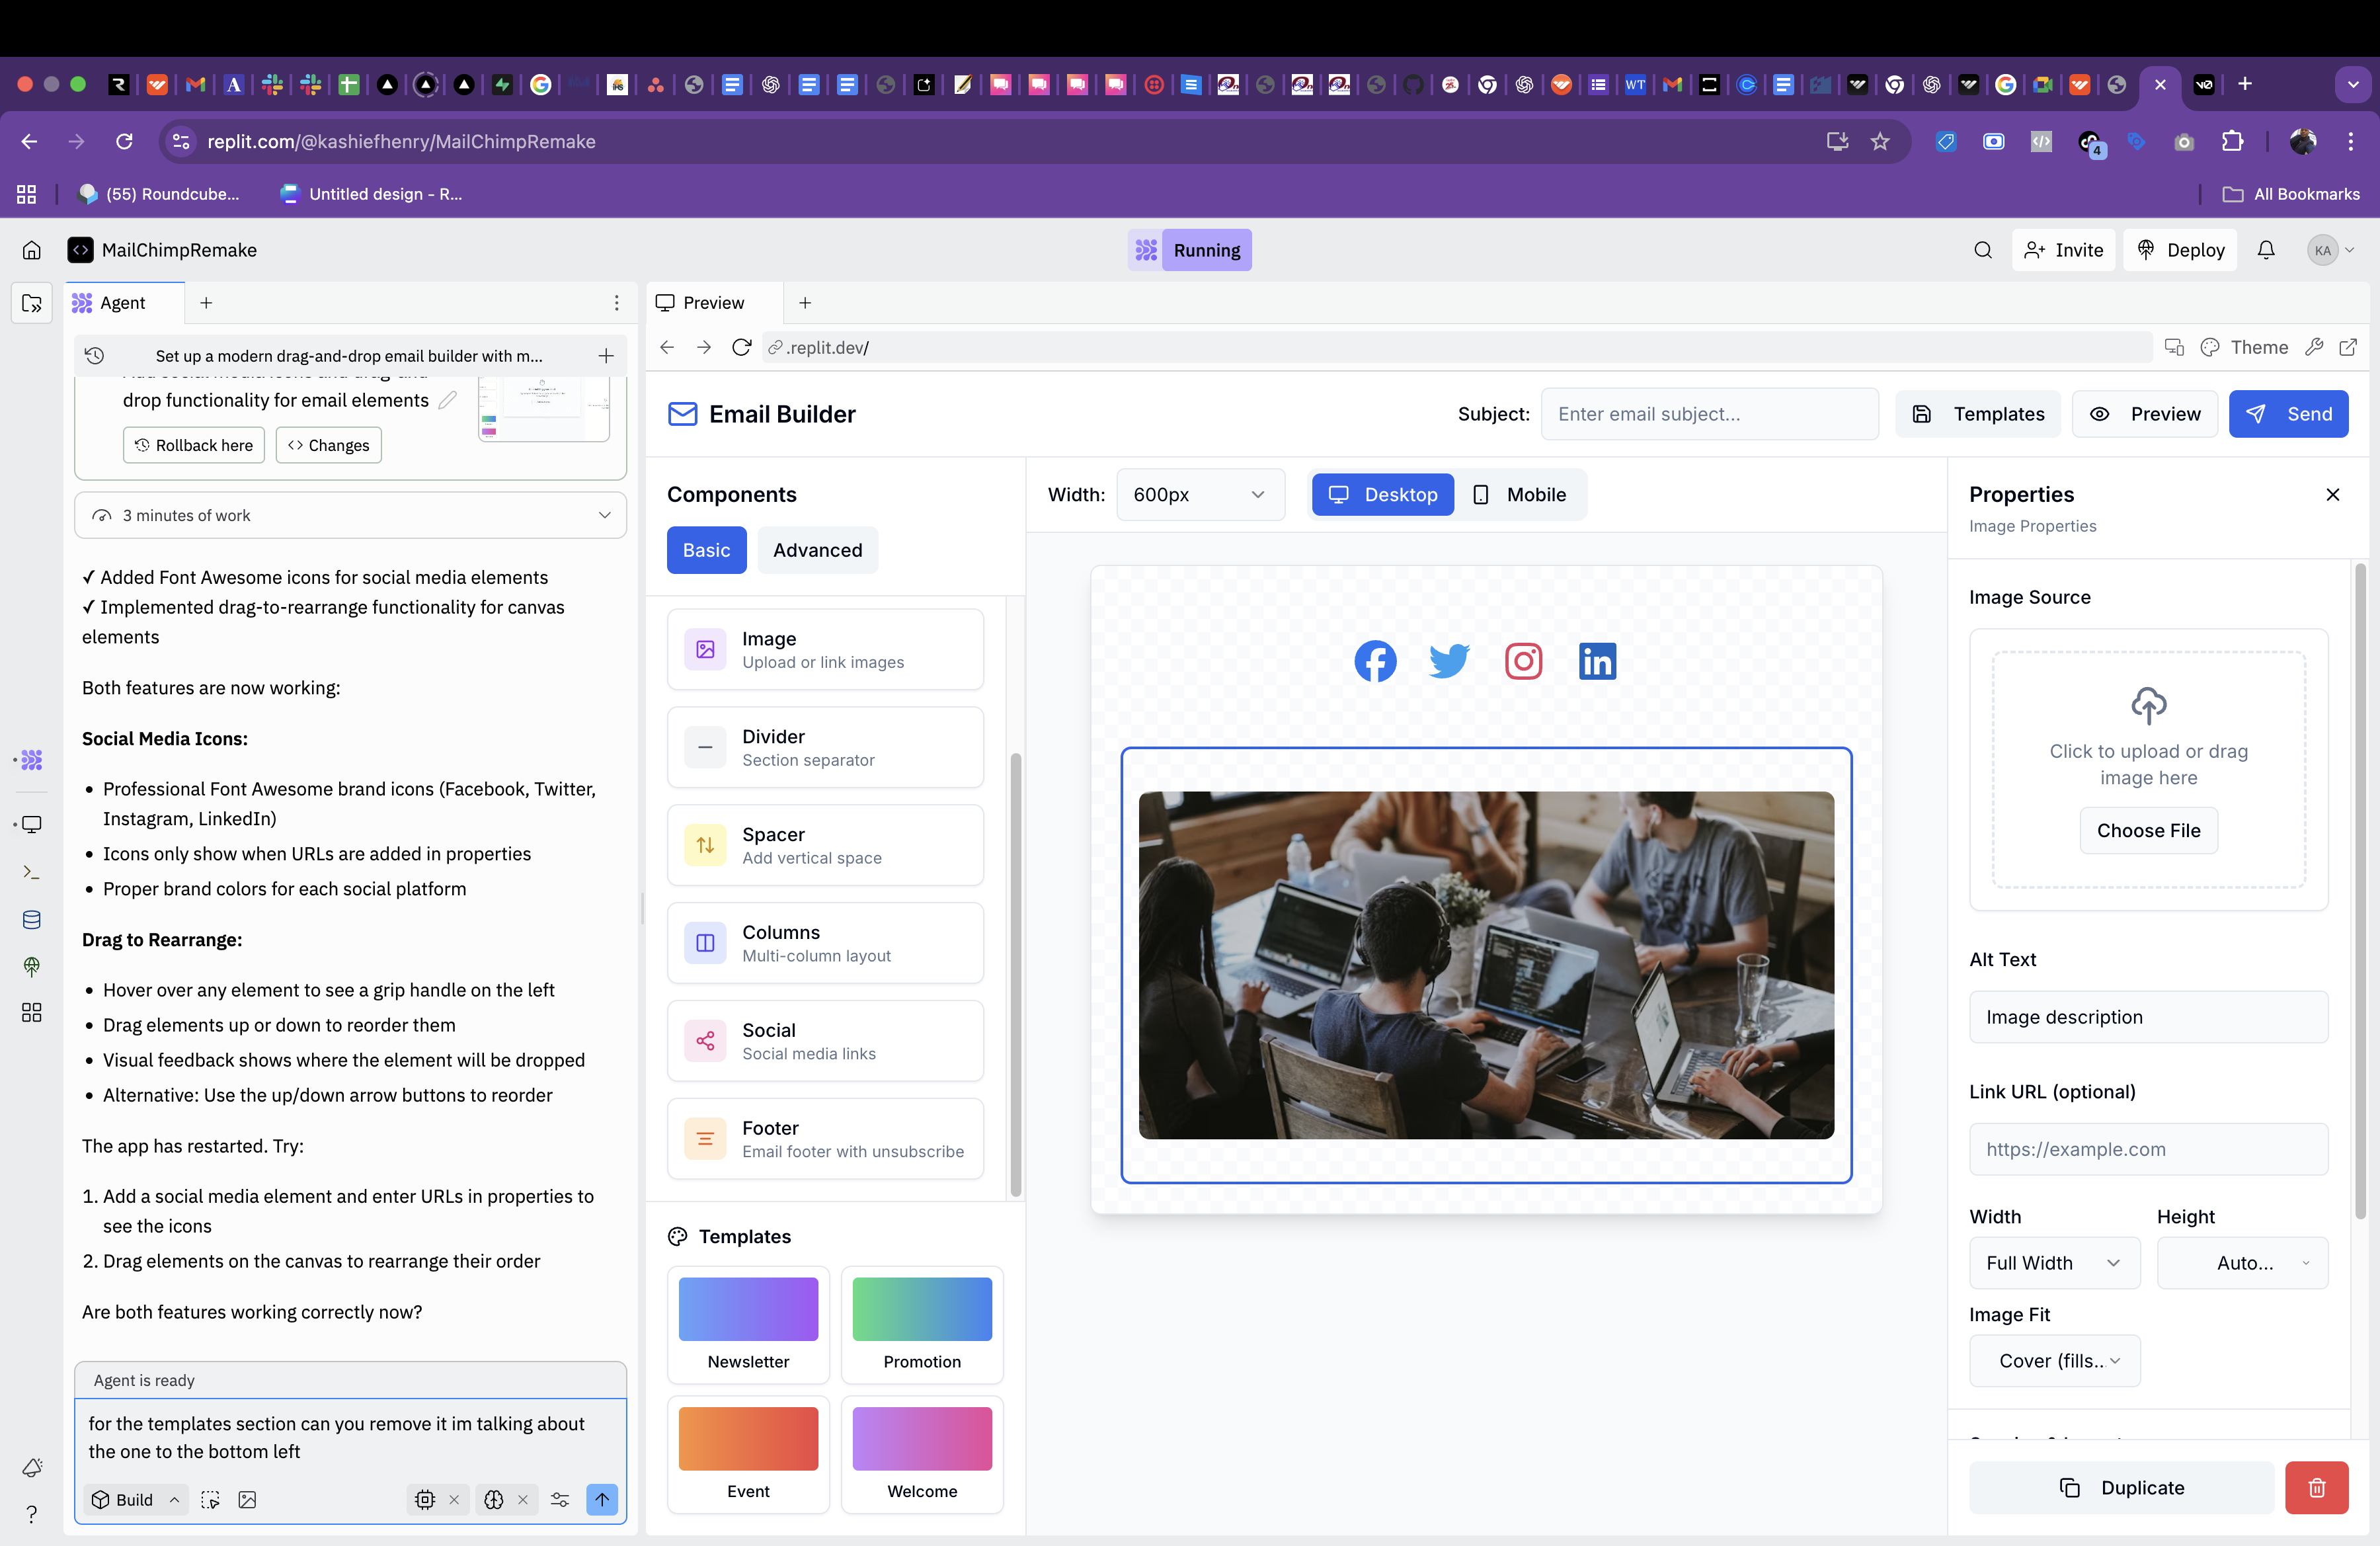 replit.com/@kashiefhenry/MailChimpRemake
4
(55) Roundcube...
Untitled design - R...
All Bookmarks
MailChimpRemake
Running
Invite
Deploy
KA
Agent
Preview
Set up a modern drag-and-drop email builder with m...
.replit.dev/
Theme
drop functionality for email elements
Rollback here
Changes
3 minutes of work
✓ Added Font Awesome icons for social media elements
✓ Implemented drag-to-rearrange functionality for canvas
elements
Both features are now working:
Social Media Icons:
• Professional Font Awesome brand icons (Facebook, Twitter,
Instagram, LinkedIn)
• Icons only show when URLs are added in properties
• Proper brand colors for each social platform
Drag to Rearrange:
• Hover over any element to see a grip handle on the left
• Drag elements up or down to reorder them
• Visual feedback shows where the element will be dropped
• Alternative: Use the up/down arrow buttons to reorder
The app has restarted. Try:
1. Add a social media element and enter URLs in properties to
see the icons
2. Drag elements on the canvas to rearrange their order
Are both features working correctly now?
Agent is ready
for the templates section can you remove it im talking about
the one to the bottom left
Build
Email Builder
Subject:
Enter email subject...
Templates
Preview
Send
Components
Basic
Advanced
Image
Upload or link images
Divider
Section separator
Spacer
Add vertical space
Columns
Multi-column layout
Social
Social media links
Footer
Email footer with unsubscribe
Templates
Newsletter
Promotion
Event
Welcome
Width:
600px
Desktop
Mobile
Properties
Image Properties
Image Source
Click to upload or drag
image here
Choose File
Alt Text
Image description
Link URL (optional)
https://example.com
Width
Height
Full Width
Auto...
Image Fit
Cover (fills..
Duplicate